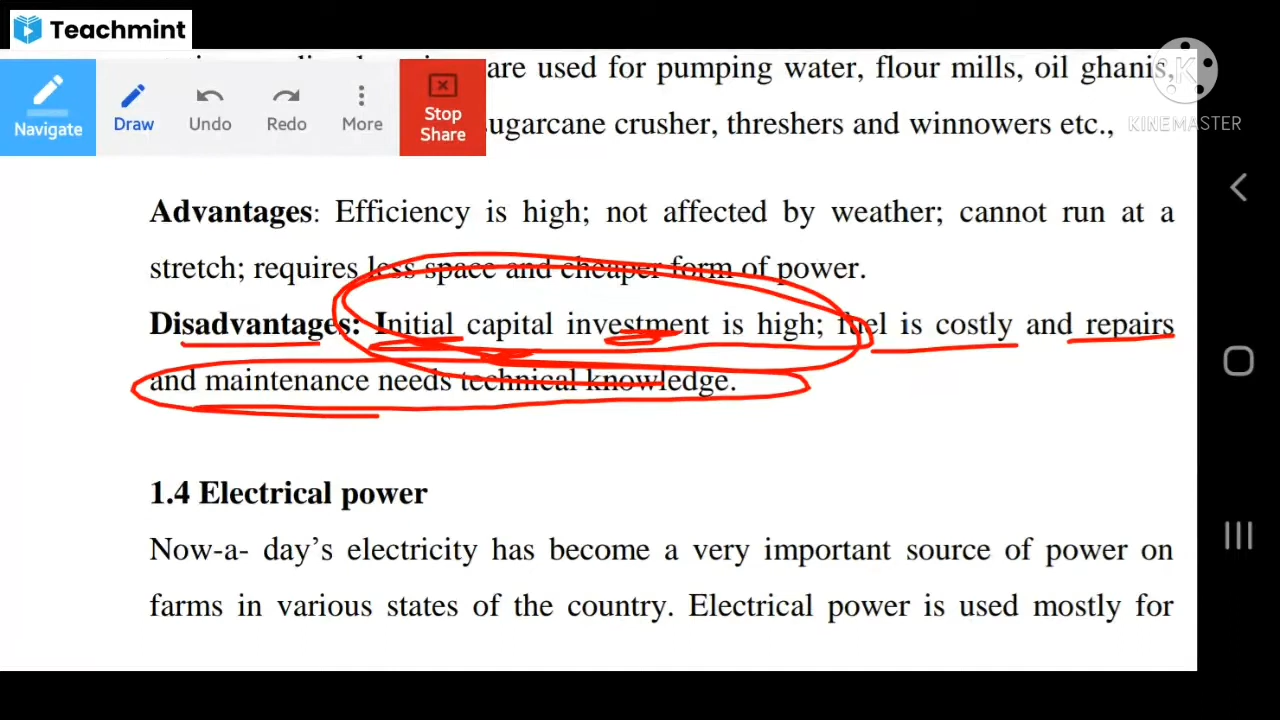 Teachmint
are used for pumping water, flour mills, oil ghanis,
Navigate
Draw
Undo
Redo
More
Stop
Share
sugarcane crusher, threshers and winnowers etc.,
KINEMASTER
Advantages: Efficiency is high; not affected by weather; cannot run at a
stretch; requires less space and cheaper form of power.
Disadvantages: Initial capital investment is high; fuel is costly and repairs
and maintenance needs technical knowledge.
1.4 Electrical power
Now-a- day's electricity has become a very important source of power on
farms in various states of the country. Electrical power is used mostly for